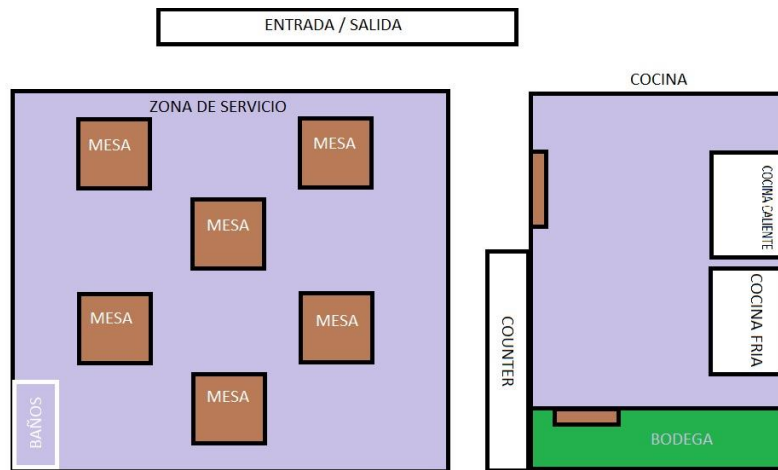 ENTRADA / SALIDA
COCINA
ZONA DE SERVICIO
MESA
MESA
MESA
MESA
MESA
MESA
BAÑOS
COCINA CALIENTE
COCINA FRIA
COUNTER
BODEGA